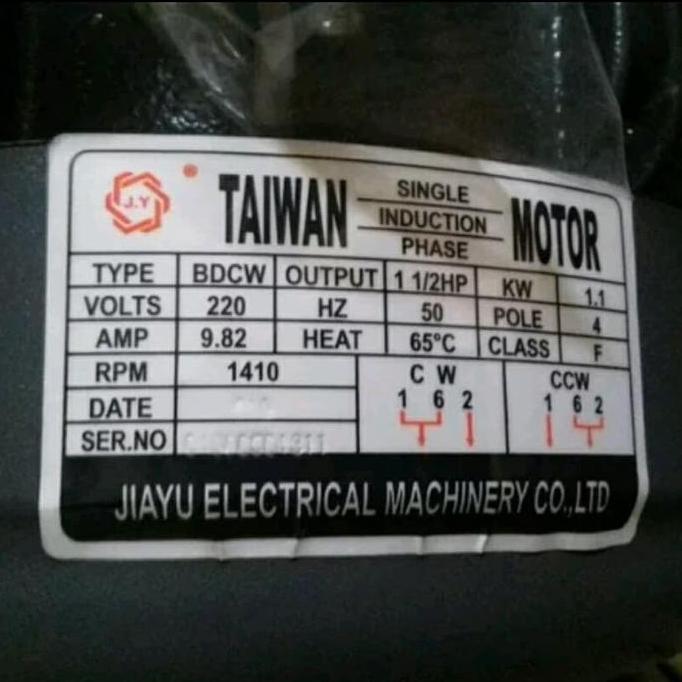 J.Y ®
TAIWAN SINGLE INDUCTION PHASE MOTOR
TYPE BDCW OUTPUT 1 1/2HP KW 1.1
VOLTS 220 HZ 50 POLE 4
AMP 9.82 HEAT 65°C CLASS F
RPM 1410 C W CCW
DATE 1 6 2 1 6 2
SER.NO
JIAYU ELECTRICAL MACHINERY CO.,LTD